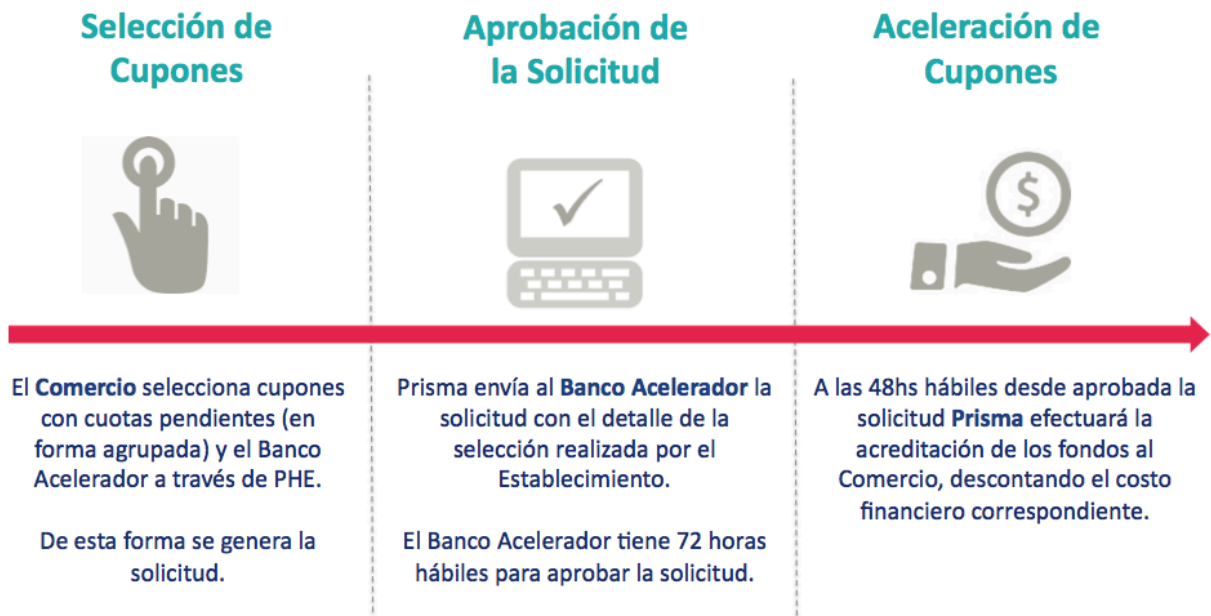 Selección de
Cupones
Aprobación de
la Solicitud
Aceleración de
Cupones
$
El Comercio selecciona cupones
con cuotas pendientes (en
forma agrupada) y el Banco
Acelerador a través de PHE.
De esta forma se genera la
solicitud.
Prisma envía al Banco Acelerador la
solicitud con el detalle de la
selección realizada por el
Establecimiento.
El Banco Acelerador tiene 72 horas
hábiles para aprobar la solicitud.
A las 48hs hábiles desde aprobada la
solicitud Prisma efectuará la
acreditación de los fondos al
Comercio, descontando el costo
financiero correspondiente.